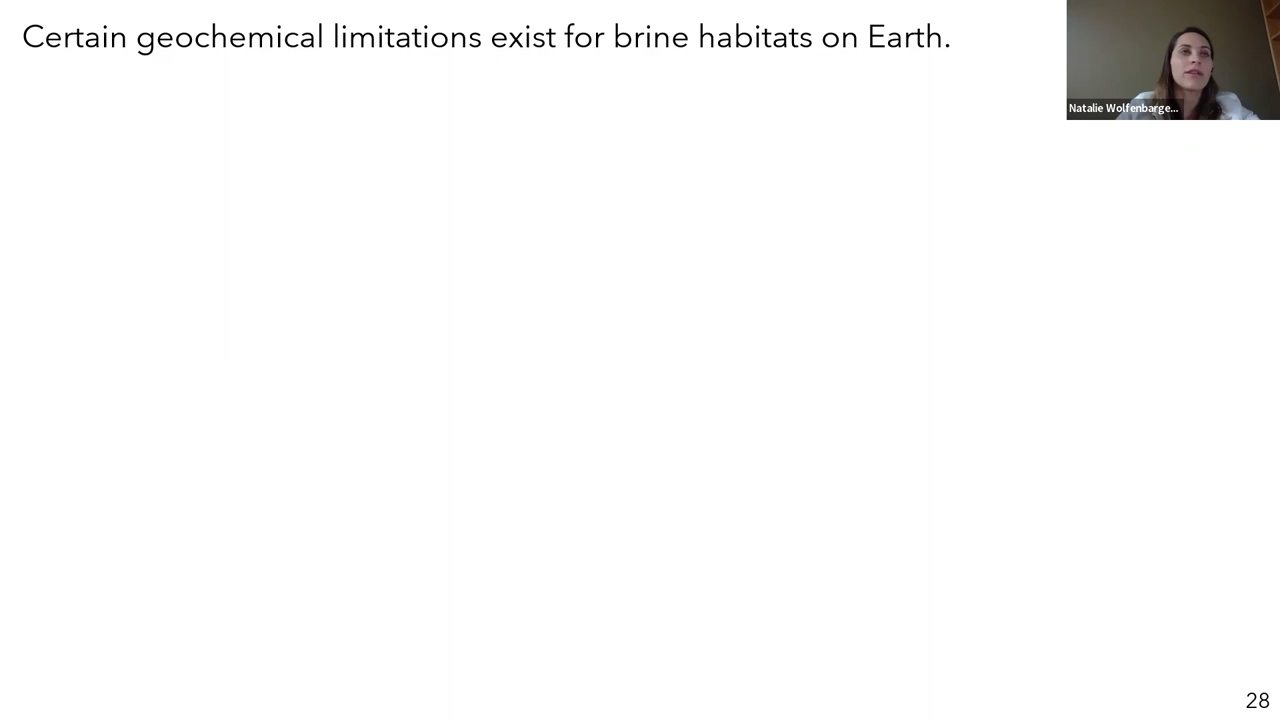 Certain geochemical limitations exist for brine habitats on Earth.
Natalie Wolfenbarge...
28